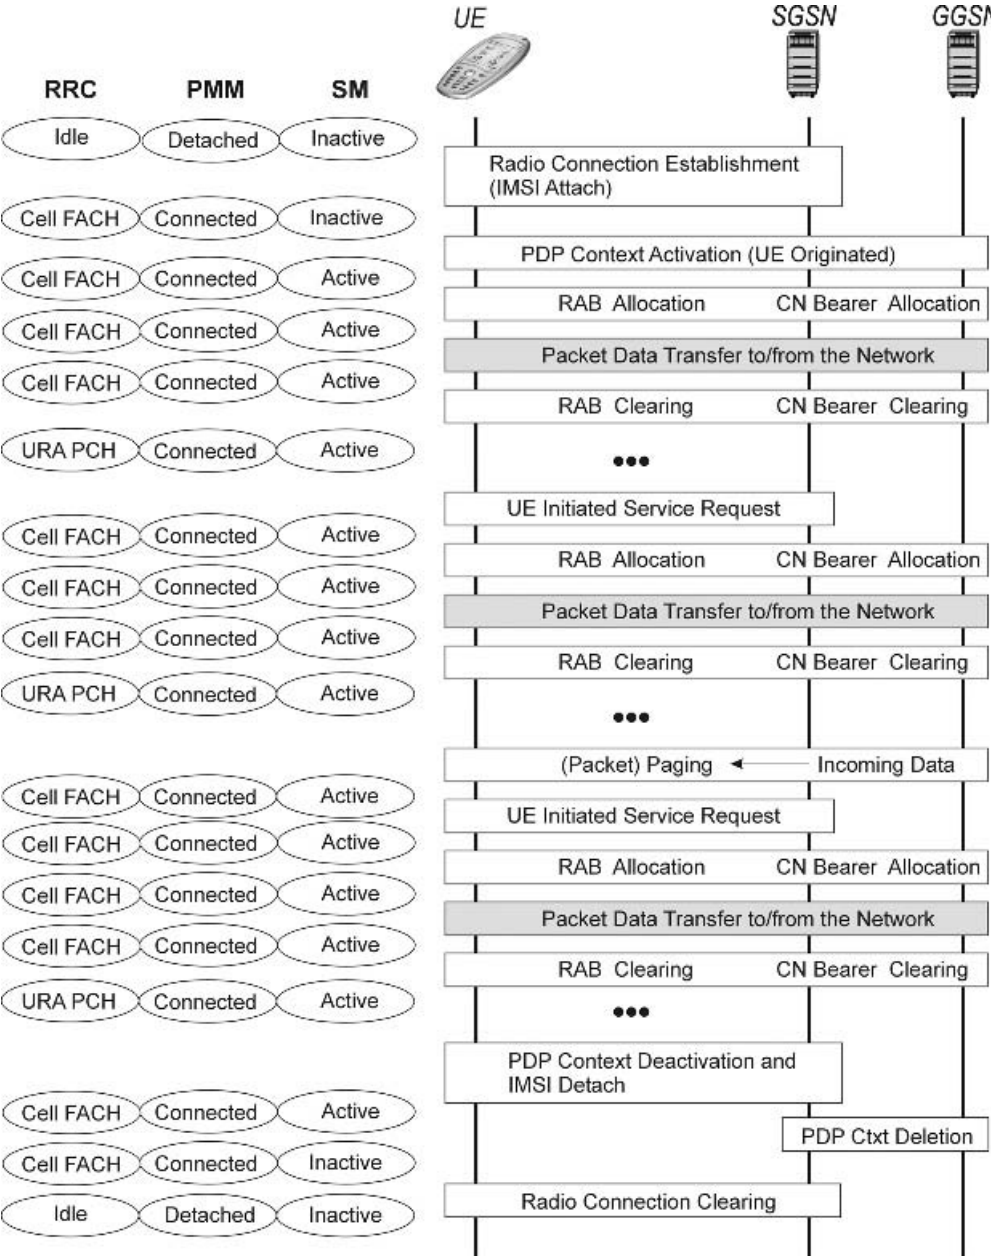 UE SGSN GGSN
RRC PMM SM
Idle Detached Inactive
Radio Connection Establishment
(IMSI Attach)
Cell FACH Connected Inactive
PDP Context Activation (UE Originated)
Cell FACH Connected Active
RAB Allocation CN Bearer Allocation
Cell FACH Connected Active
Packet Data Transfer to/from the Network
Cell FACH Connected Active
RAB Clearing CN Bearer Clearing
URA PCH Connected Active
UE Initiated Service Request
Cell FACH Connected Active
RAB Allocation CN Bearer Allocation
Cell FACH Connected Active
Packet Data Transfer to/from the Network
Cell FACH Connected Active
RAB Clearing CN Bearer Clearing
URA PCH Connected Active
(Packet) Paging Incoming Data
Cell FACH Connected Active
UE Initiated Service Request
Cell FACH Connected Active
RAB Allocation CN Bearer Allocation
Cell FACH Connected Active
Packet Data Transfer to/from the Network
Cell FACH Connected Active
RAB Clearing CN Bearer Clearing
URA PCH Connected Active
PDP Context Deactivation and
IMSI Detach
Cell FACH Connected Active
PDP Ctxt Deletion
Cell FACH Connected Inactive
Radio Connection Clearing
Idle Detached Inactive